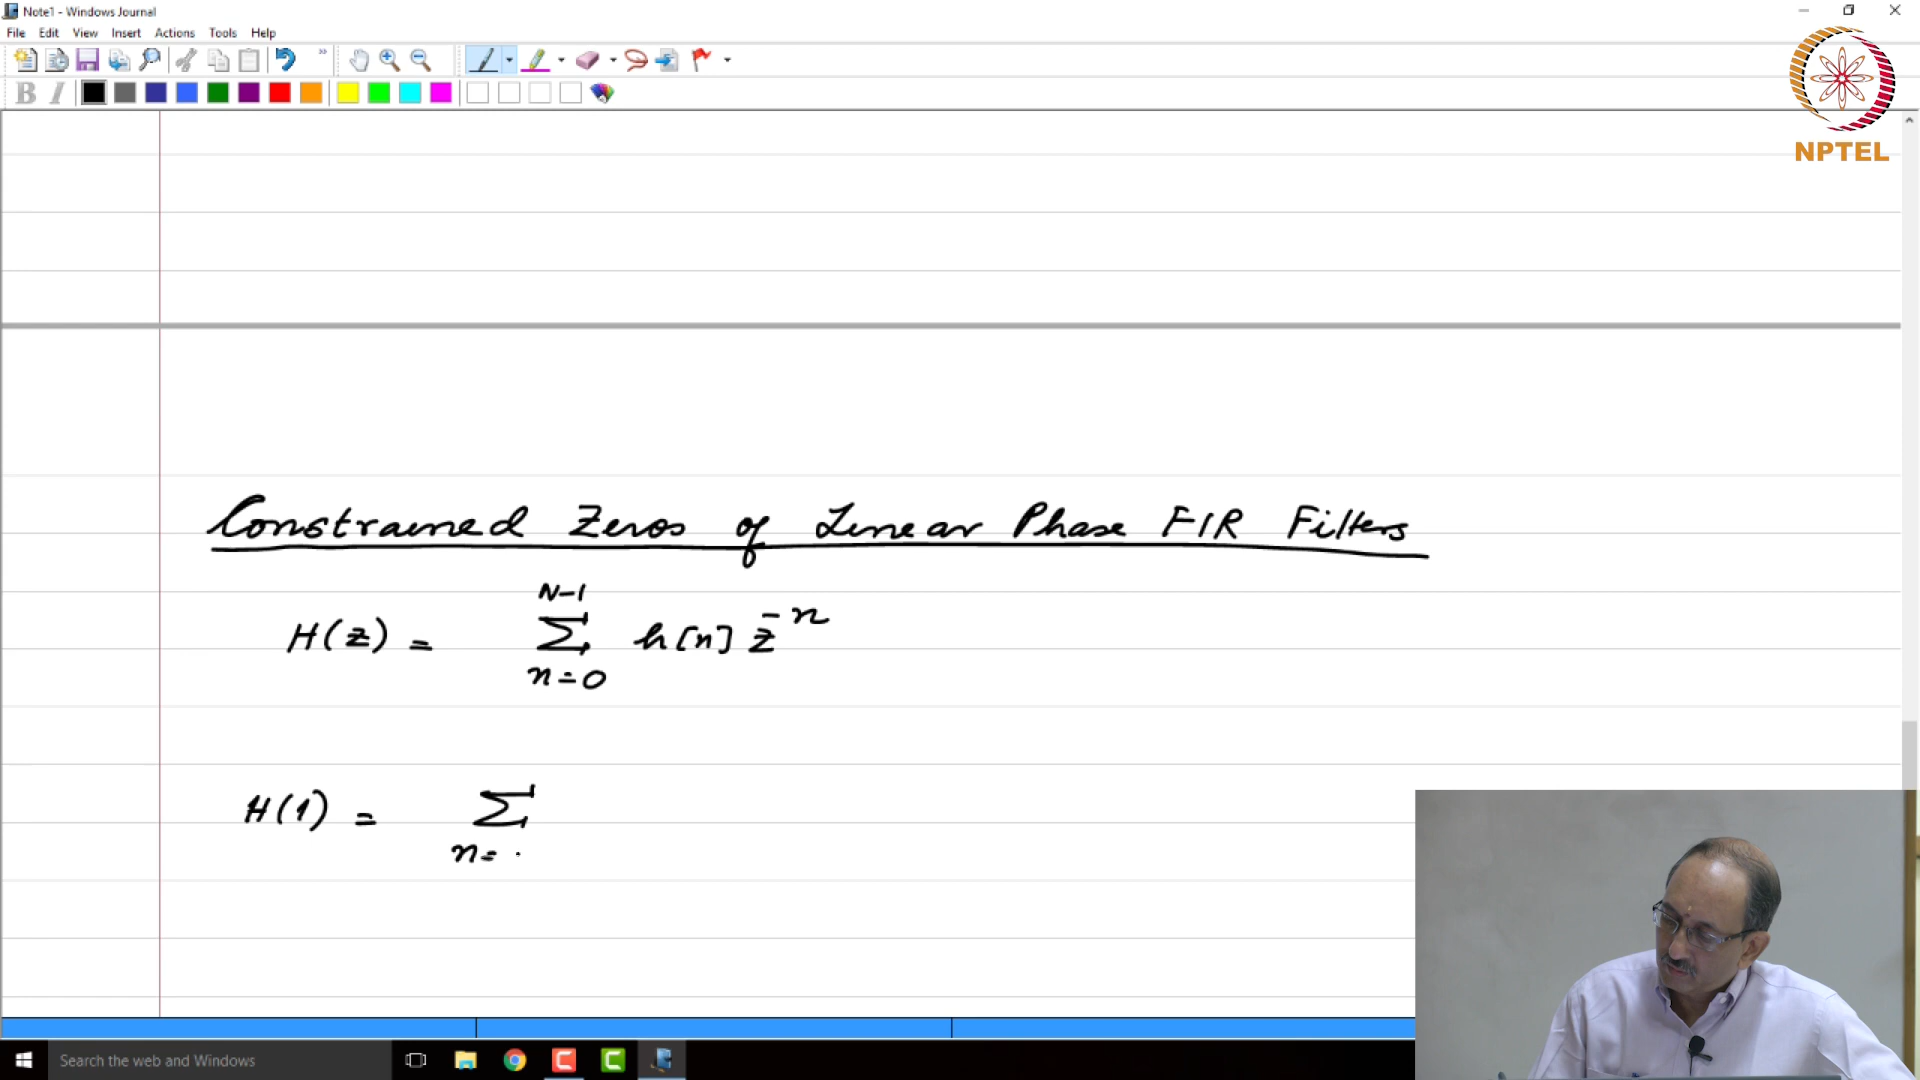 Note1 - Windows Journal
File Edit View Insert Actions Tools Help
B I
NPTEL
Constrained Zeros of Linear Phase FIR Filters
N-1
H(z) = Σ h[n] z^-n
n=0
H(1) = Σ
n=
Search the web and Windows